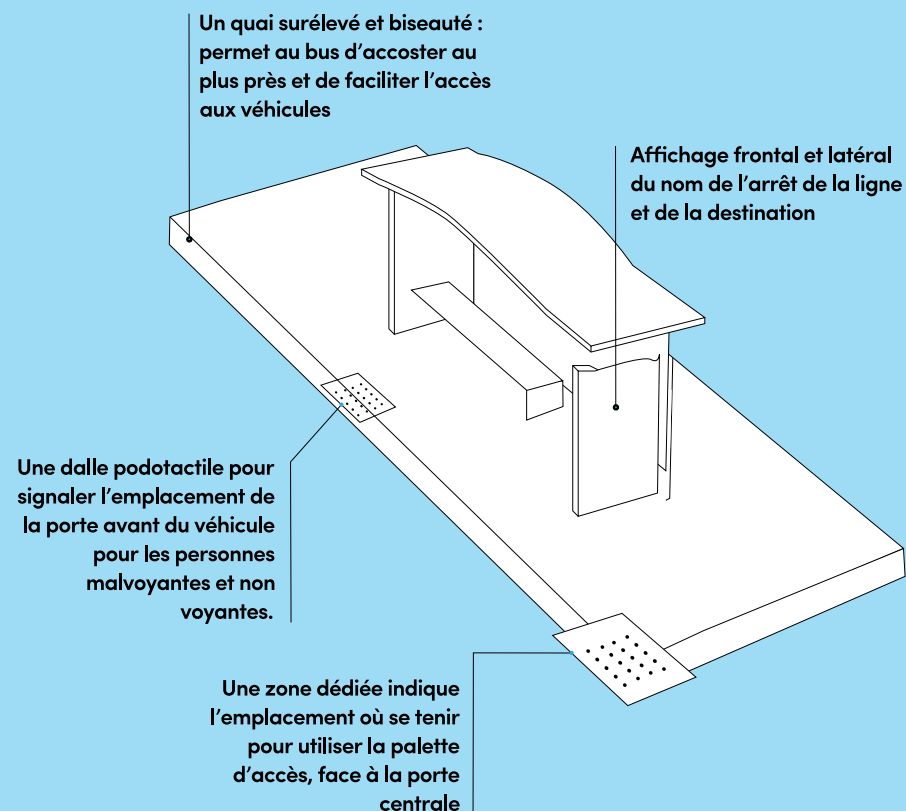 Un quai surélevé et biseauté :
permet au bus d’accoster au
plus près et de faciliter l’accès
aux véhicules
Affichage frontal et latéral
du nom de l’arrêt de la ligne
et de la destination
Une dalle podotactile pour
signaler l’emplacement de
la porte avant du véhicule
pour les personnes
malvoyantes et non
voyantes.
Une zone dédiée indique
l’emplacement où se tenir
pour utiliser la palette
d’accès, face à la porte
centrale